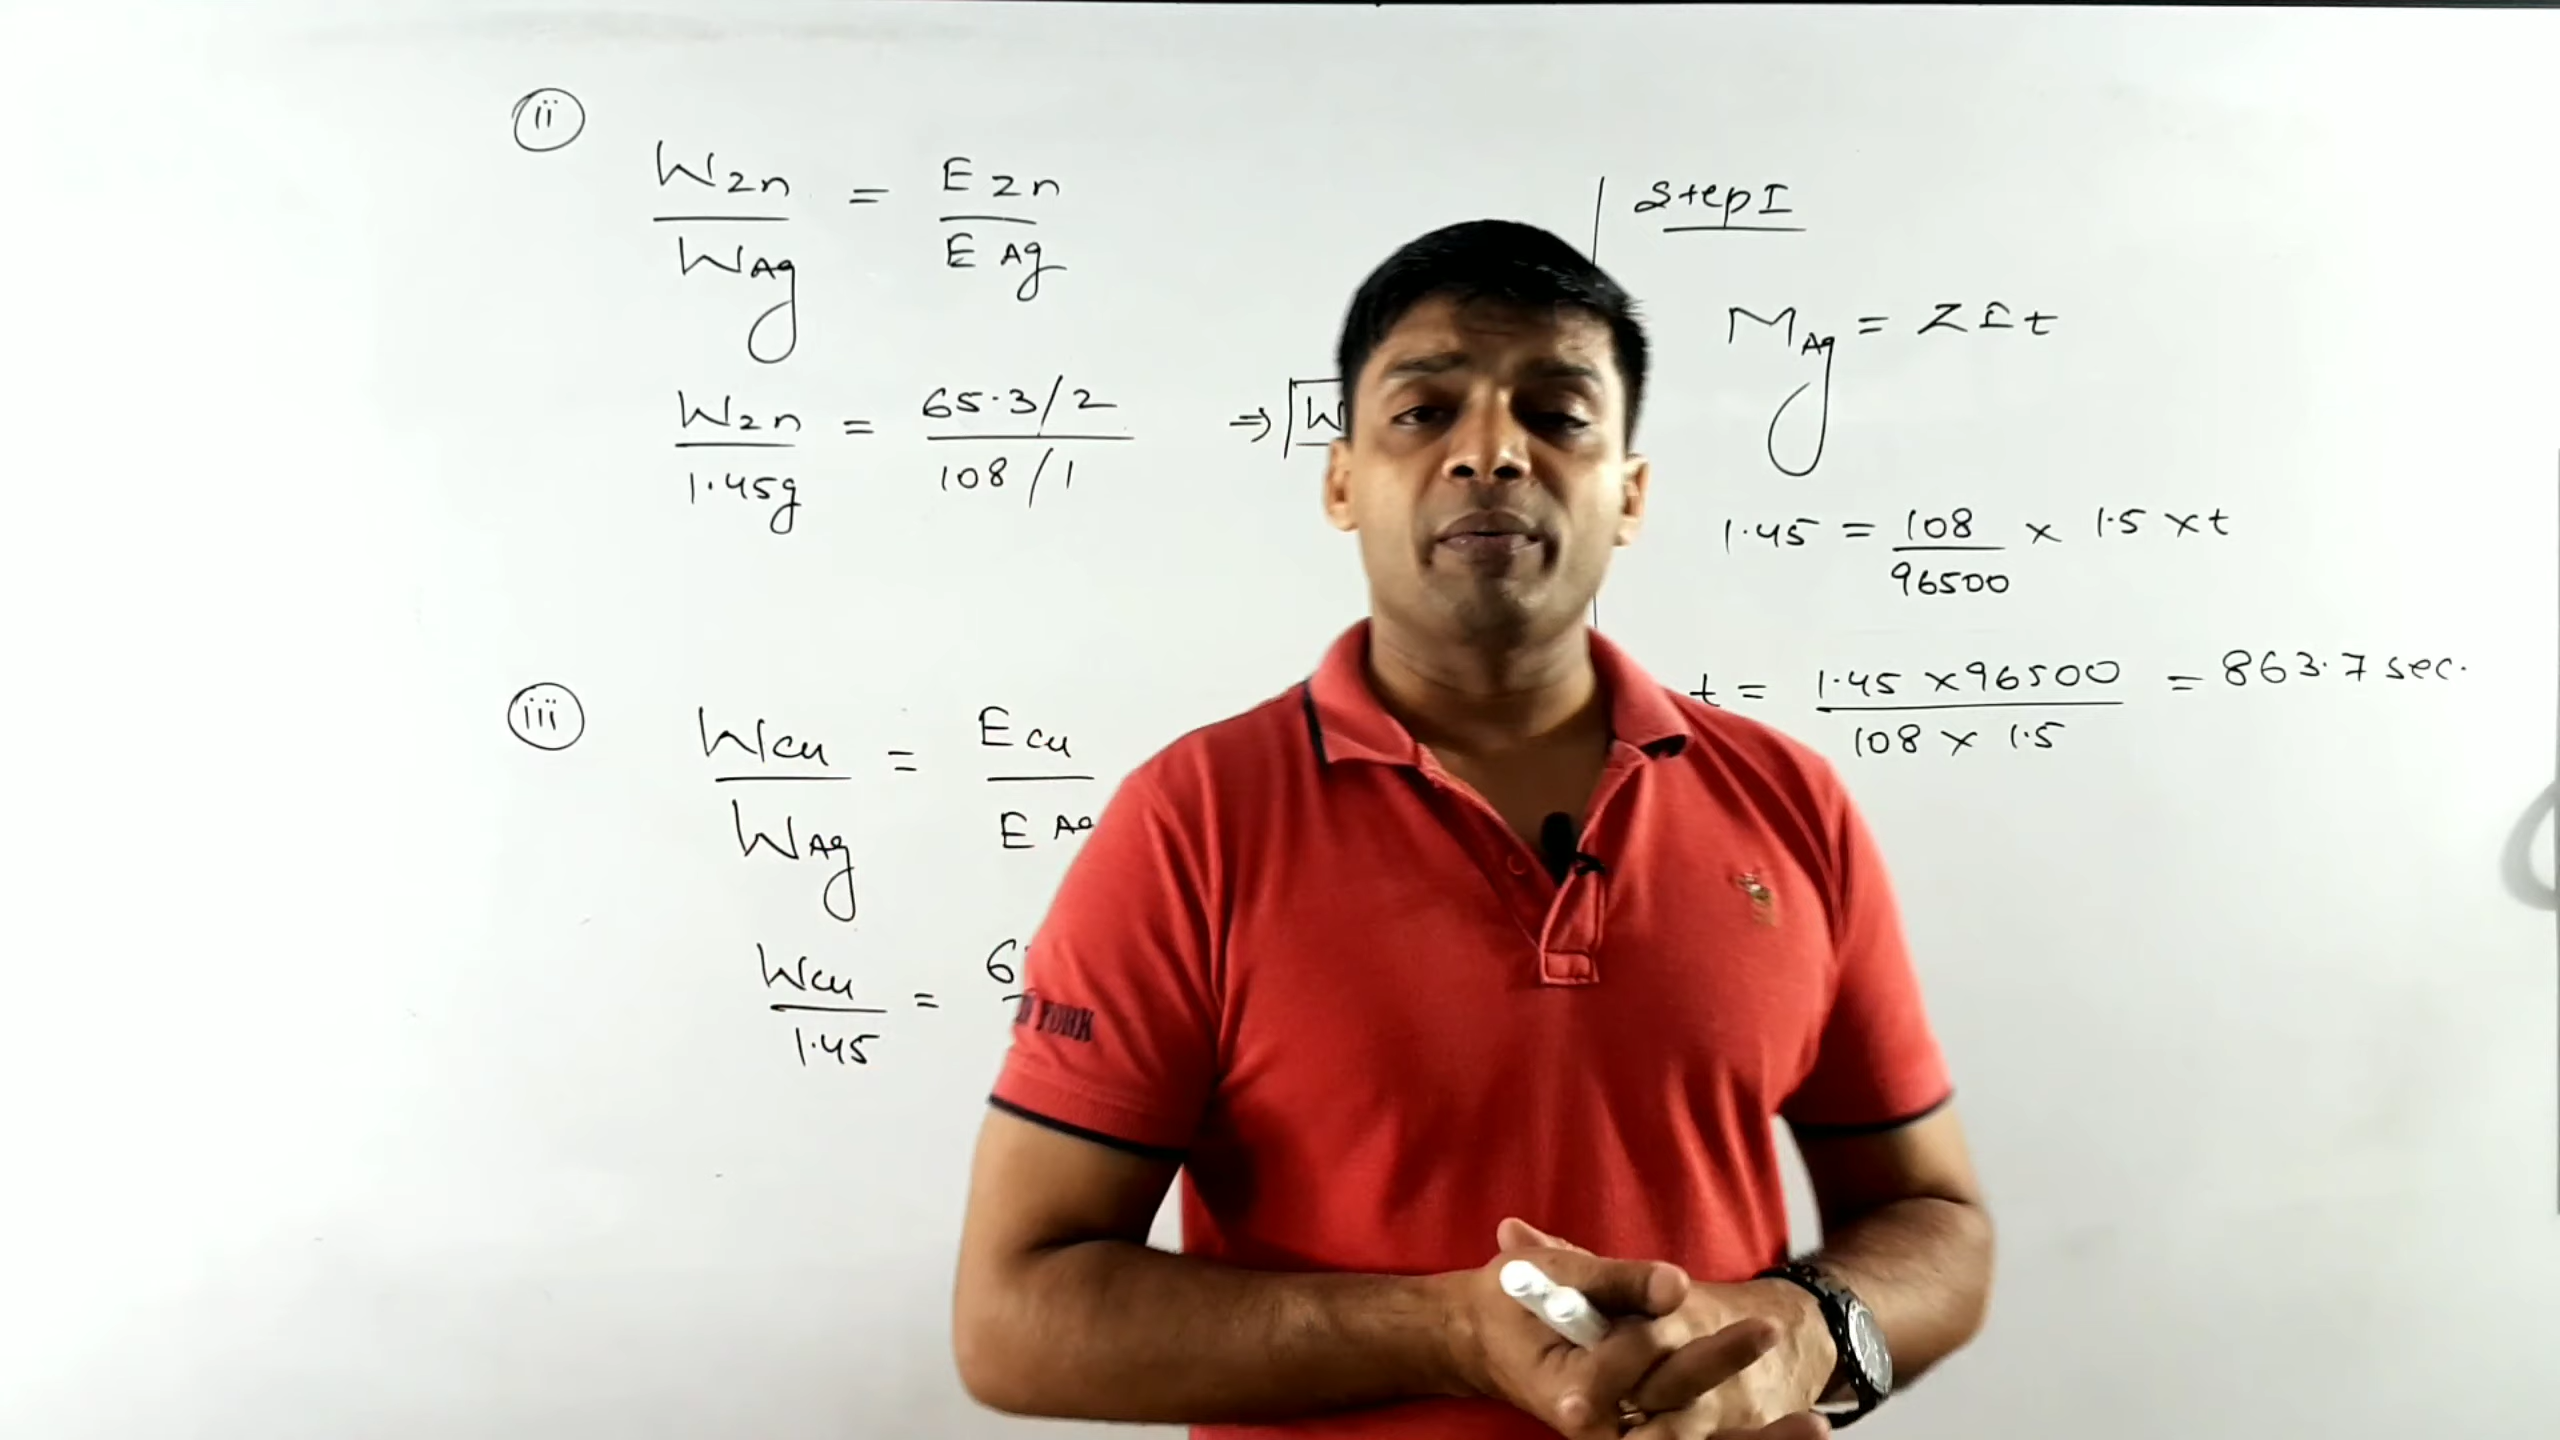 ii
WZn / WAg = EZn / EAg
WZn / 1.45g = 65.3/2 / 108/1 ⇒ W
iii
WCu / WAg = ECu / EAg
WCu / 1.45 = 6
YORK
Step I
MAg = ZIt
1.45 = 108 / 96500 × 1.5 × t
t = 1.45 × 96500 / 108 × 1.5 = 863.7 sec.